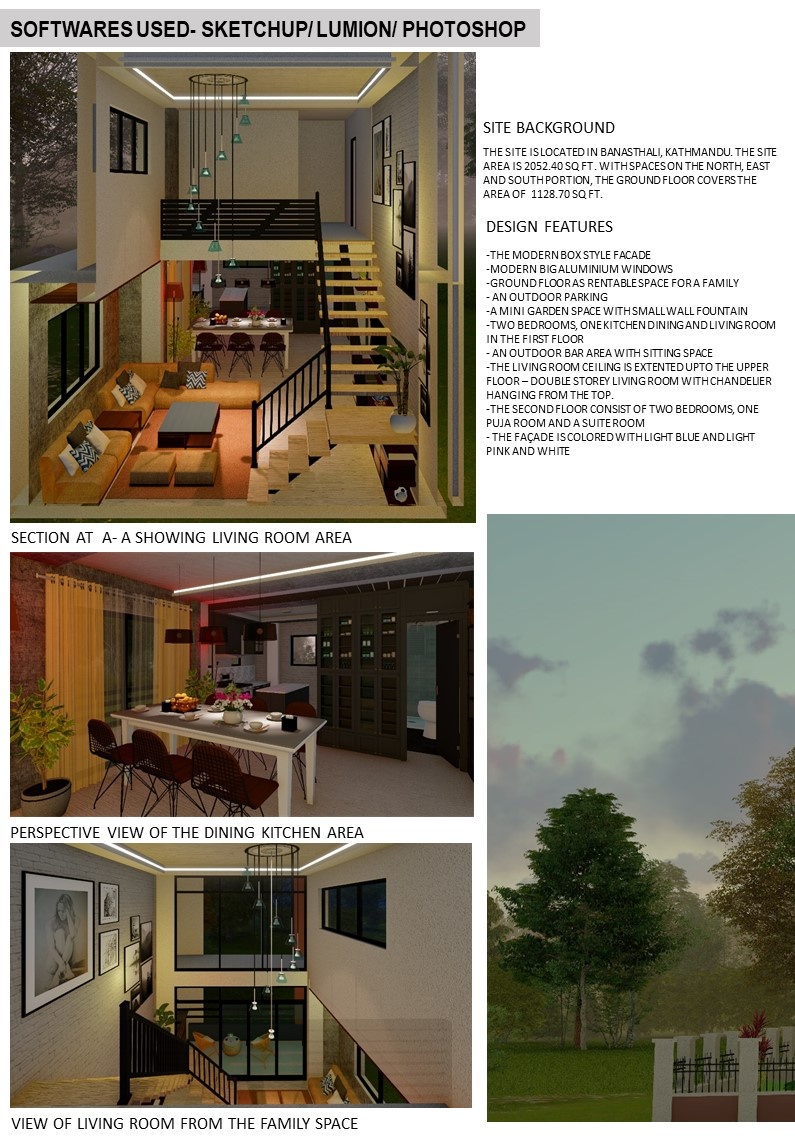 SOFTWARES USED- SKETCHUP/ LUMION/ PHOTOSHOP
SITE BACKGROUND
THE SITE IS LOCATED IN BANASTHALI, KATHMANDU. THE SITE
AREA IS 2052.40 SQ FT. WITH SPACES ON THE NORTH, EAST
AND SOUTH PORTION, THE GROUND FLOOR COVERS THE
AREA OF 1128.70 SQ FT.
DESIGN FEATURES
-THE MODERN BOX STYLE FACADE
-MODERN BIG ALUMINIUM WINDOWS
-GROUND FLOOR AS RENTABLE SPACE FOR A FAMILY
- AN OUTDOOR PARKING
-A MINI GARDEN SPACE WITH SMALL WALL FOUNTAIN
-TWO BEDROOMS, ONE KITCHEN DINING AND LIVING ROOM
IN THE FIRST FLOOR
- AN OUTDOOR BAR AREA WITH SITTING SPACE
-THE LIVING ROOM CEILING IS EXTENTED UPTO THE UPPER
FLOOR – DOUBLE STOREY LIVING ROOM WITH CHANDELIER
HANGING FROM THE TOP.
-THE SECOND FLOOR CONSIST OF TWO BEDROOMS, ONE
PUJA ROOM AND A SUITE ROOM
- THE FAÇADE IS COLORED WITH LIGHT BLUE AND LIGHT
PINK AND WHITE
SECTION AT A- A SHOWING LIVING ROOM AREA
PERSPECTIVE VIEW OF THE DINING KITCHEN AREA
VIEW OF LIVING ROOM FROM THE FAMILY SPACE